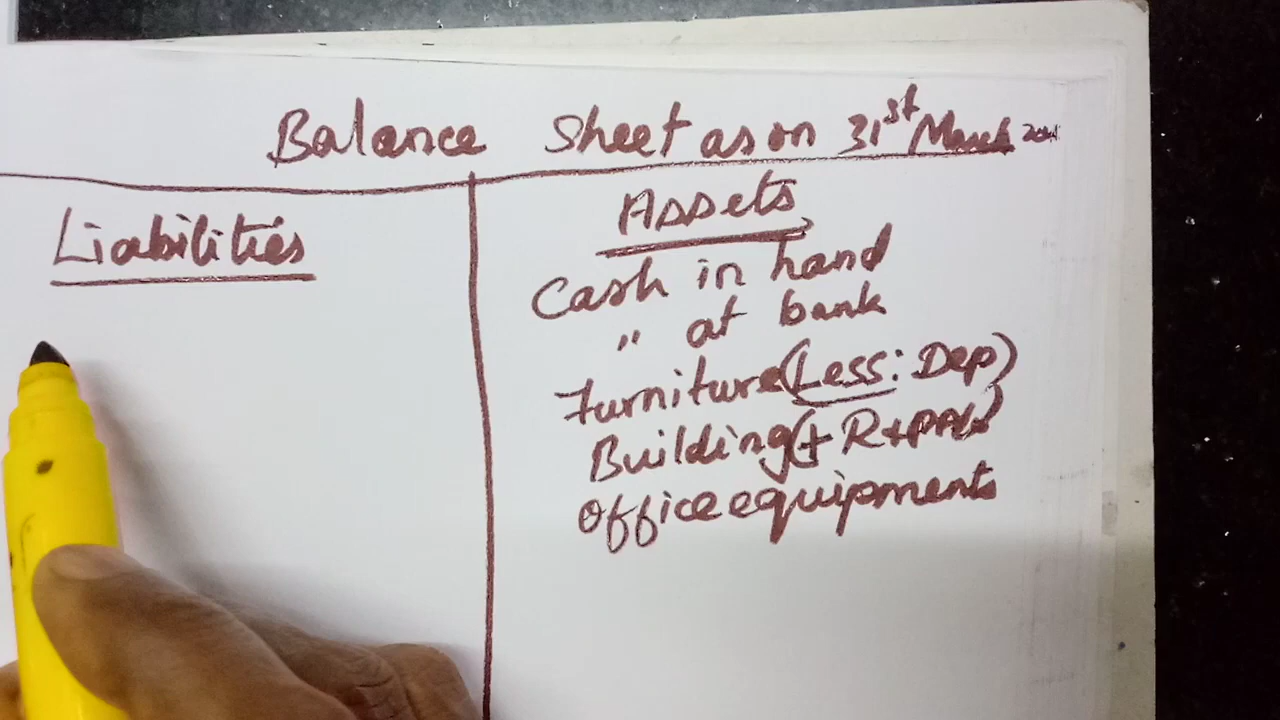 Balance Sheet as on 31st March
Liabilities
Assets
Cash in hand
" at bank
Furniture (Less: Dep)
Building (+ R
Office equipments